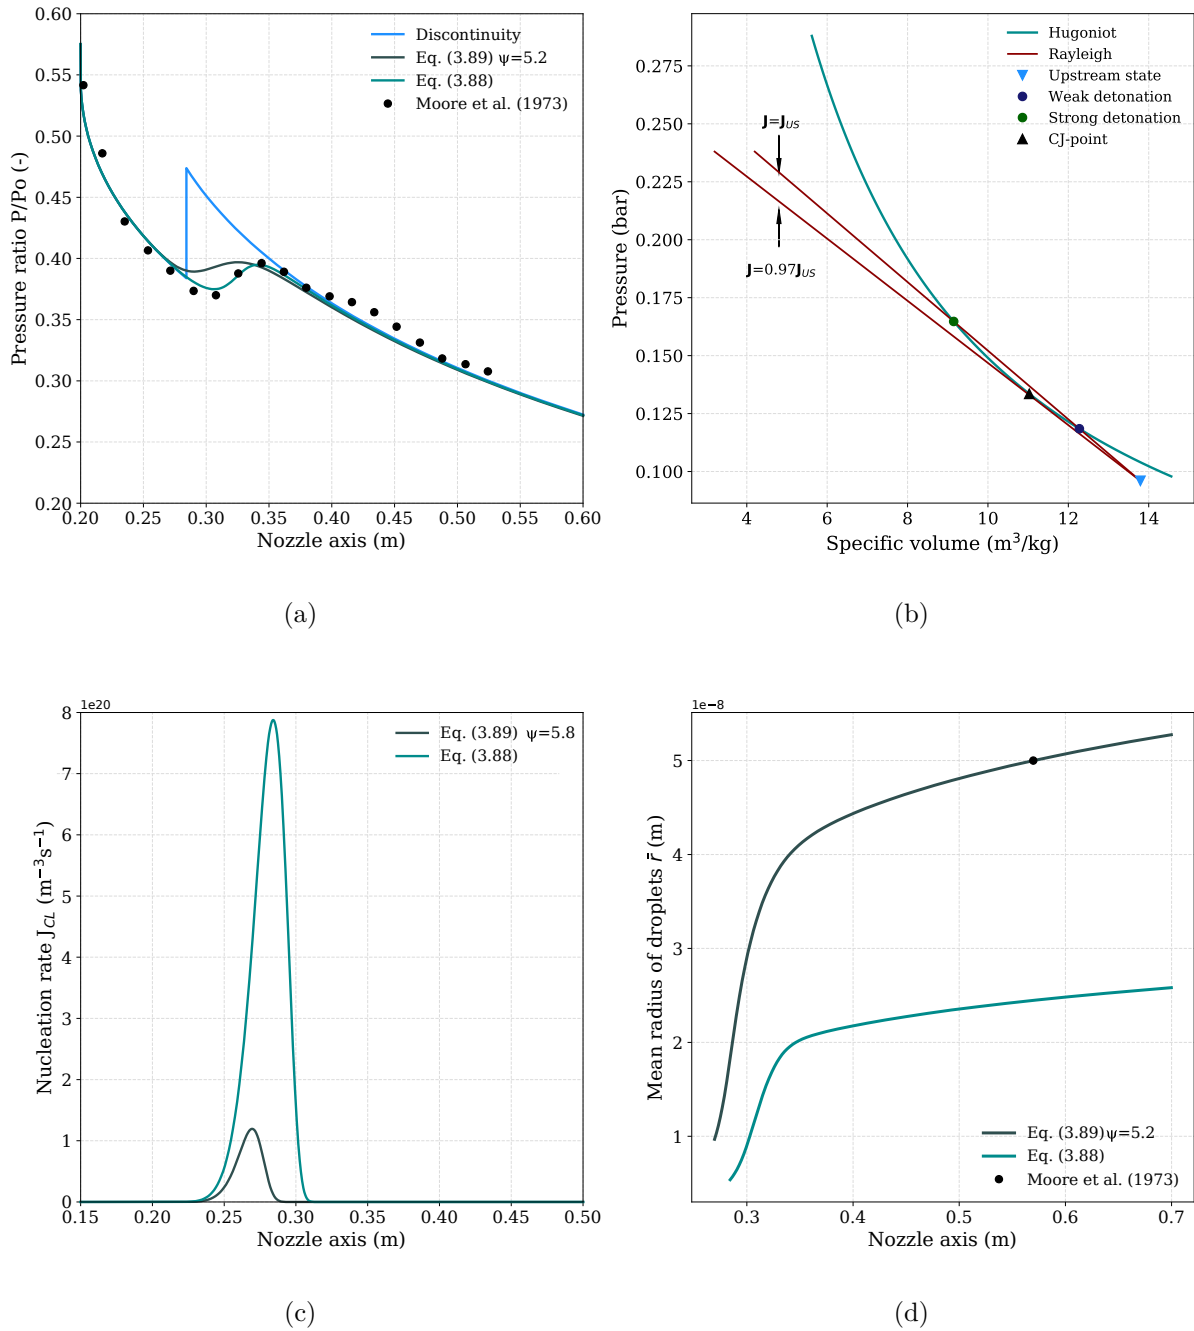 0.60
0.55
0.50
0.45
0.40
0.35
0.30
0.25
0.20
Pressure ratio P/Po (-)
0.20 0.25 0.30 0.35 0.40 0.45 0.50 0.55 0.60
Nozzle axis (m)
Discontinuity
Eq. (3.89) ψ=5.2
Eq. (3.88)
Moore et al. (1973)
(a)
0.275
0.250
0.225
0.200
0.175
0.150
0.125
0.100
Pressure (bar)
4 6 8 10 12 14
Specific volume (m³/kg)
Hugoniot
Rayleigh
Upstream state
Weak detonation
Strong detonation
CJ-point
J=J_US
J=0.97J_US
(b)
1e20
8
7
6
5
4
3
2
1
0
Nucleation rate J_CL (m⁻³s⁻¹)
0.15 0.20 0.25 0.30 0.35 0.40 0.45 0.50
Nozzle axis (m)
Eq. (3.89) ψ=5.8
Eq. (3.88)
(c)
1e−8
5
4
3
2
1
Mean radius of droplets r̄ (m)
0.3 0.4 0.5 0.6 0.7
Nozzle axis (m)
Eq. (3.89)ψ=5.2
Eq. (3.88)
Moore et al. (1973)
(d)